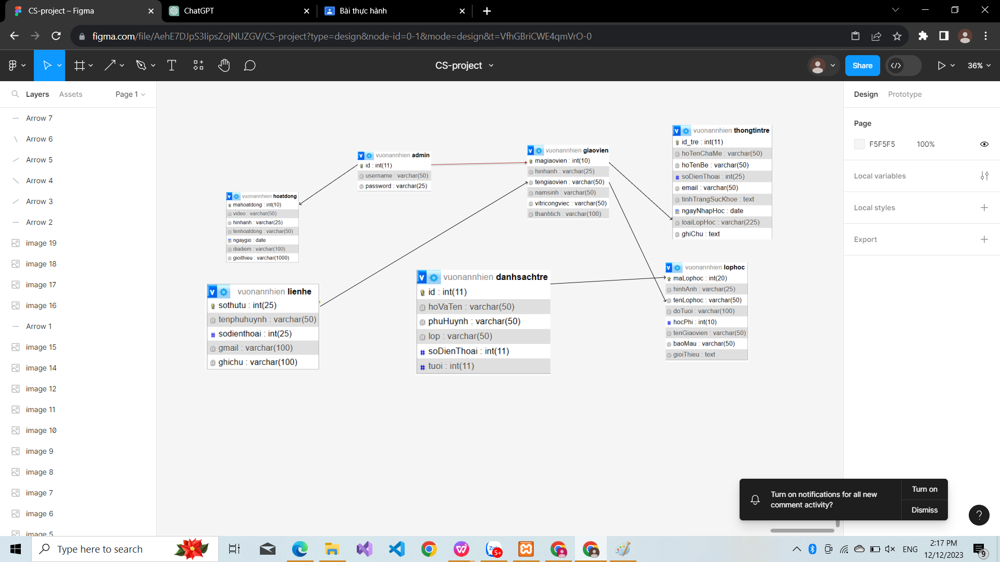 CS-project – Figma
ChatGPT
Bài thực hành
figma.com/file/AehE7DJpS3IipsZojNUZGV/CS-project?type=design&node-id=0-1&mode=design&t=VfhGBriCWE4qmVrO-0
CS-project
Share
36%
Layers
Assets
Page 1
Arrow 7
Arrow 6
Arrow 5
Arrow 4
Arrow 3
Arrow 2
image 19
image 18
image 17
image 16
Arrow 1
image 15
image 14
image 12
image 11
image 10
image 9
image 8
image 7
image 6
image 5
vuonannhien hoatdong
mahoatdong : int(10)
video : varchar(50)
hinhanh : varchar(25)
tenhoatdong : varchar(50)
ngaygio : date
diadiem : varchar(100)
gioithieu : varchar(1000)
vuonannhien admin
id : int(11)
username : varchar(50)
password : varchar(25)
vuonannhien giaovien
magiaovien : int(10)
hinhanh : varchar(25)
tengiaovien : varchar(50)
namsinh : varchar(50)
vitricongviec : varchar(50)
thanhtich : varchar(100)
vuonannhien thongtintre
id_tre : int(11)
hoTenChaMe : varchar(50)
hoTenBe : varchar(50)
# soDienThoai : int(25)
email : varchar(50)
tinhTrangSucKhoe : text
ngayNhapHoc : date
loaiLopHoc : varchar(225)
ghiChu : text
vuonannhien lienhe
sothutu : int(25)
tenphuhuynh : varchar(50)
# sodienthoai : int(25)
gmail : varchar(100)
ghichu : varchar(100)
vuonannhien danhsachtre
id : int(11)
hoVaTen : varchar(50)
phuHuynh : varchar(50)
lop : varchar(50)
# soDienThoai : int(11)
# tuoi : int(11)
vuonannhien lophoc
maLophoc : int(20)
hinhAnh : varchar(25)
tenLophoc : varchar(50)
doTuoi : varchar(100)
# hocPhi : int(10)
tenGiaovien : varchar(50)
baoMau : varchar(50)
gioiThieu : text
Design
Prototype
Page
F5F5F5
100%
Local variables
Local styles
Export
Turn on notifications for all new
comment activity?
Turn on
Dismiss
?
Type here to search
5+
ENG
2:17 PM
12/12/2023
9